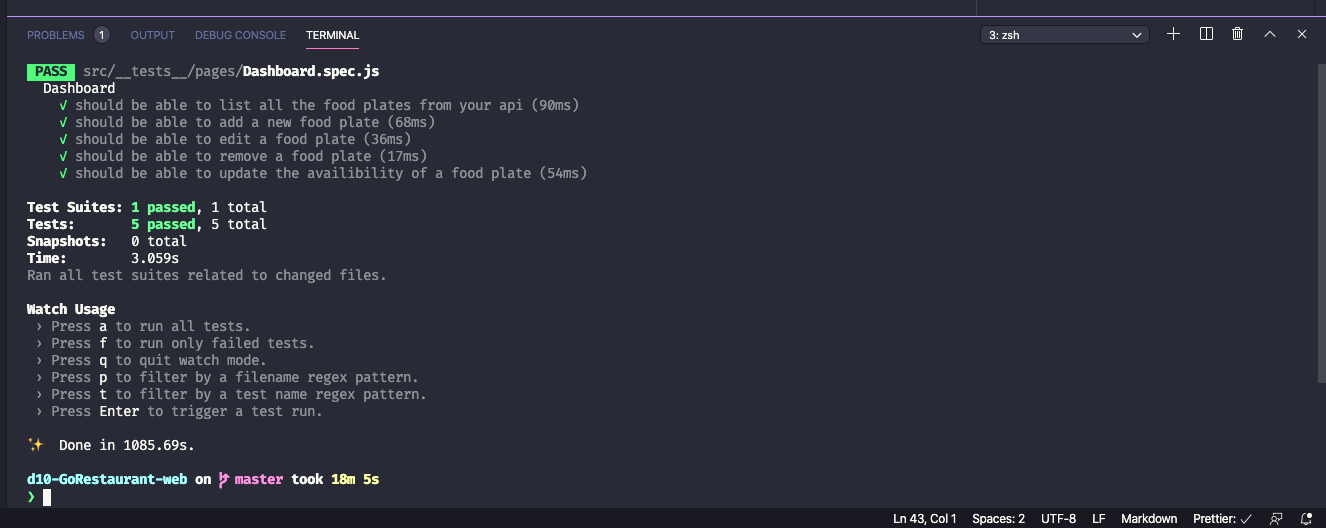 PROBLEMS 1 OUTPUT DEBUG CONSOLE TERMINAL 3: zsh
PASS src/__tests__/pages/Dashboard.spec.js
Dashboard
✓ should be able to list all the food plates from your api (90ms)
✓ should be able to add a new food plate (68ms)
✓ should be able to edit a food plate (36ms)
✓ should be able to remove a food plate (17ms)
✓ should be able to update the availibility of a food plate (54ms)
Test Suites: 1 passed, 1 total
Tests: 5 passed, 5 total
Snapshots: 0 total
Time: 3.059s
Ran all test suites related to changed files.
Watch Usage
› Press a to run all tests.
› Press f to run only failed tests.
› Press q to quit watch mode.
› Press p to filter by a filename regex pattern.
› Press t to filter by a test name regex pattern.
› Press Enter to trigger a test run.
✨ Done in 1085.69s.
d10-GoRestaurant-web on master took 18m 5s
❯
Ln 43, Col 1 Spaces: 2 UTF-8 LF Markdown Prettier: ✓